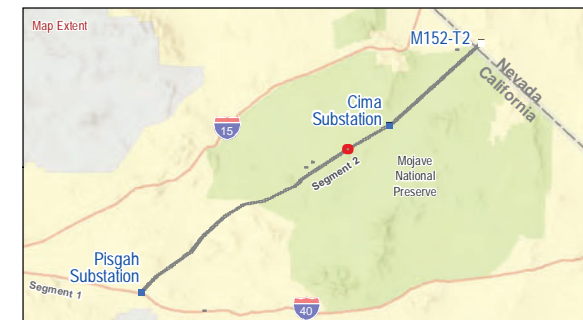 Map Extent
M152-T2
Nevada
California
Cima
Substation
15
Mojave
National
Preserve
Segment 2
Pisgah
Substation
Segment 1
40